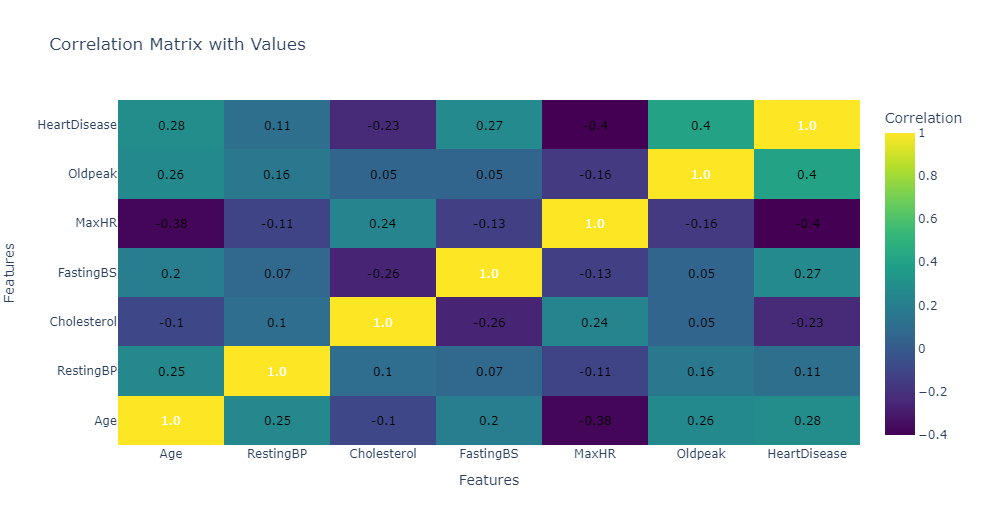 Correlation Matrix with Values
Features
HeartDisease 0.28 0.11 -0.23 0.27 -0.4 0.4 1.0
Oldpeak 0.26 0.16 0.05 0.05 -0.16 1.0 0.4
MaxHR -0.38 -0.11 0.24 -0.13 1.0 -0.16 -0.4
FastingBS 0.2 0.07 -0.26 1.0 -0.13 0.05 0.27
Cholesterol -0.1 0.1 1.0 -0.26 0.24 0.05 -0.23
RestingBP 0.25 1.0 0.1 0.07 -0.11 0.16 0.11
Age 1.0 0.25 -0.1 0.2 -0.38 0.26 0.28
Age RestingBP Cholesterol FastingBS MaxHR Oldpeak HeartDisease
Features
Correlation
1
0.8
0.6
0.4
0.2
0
−0.2
−0.4